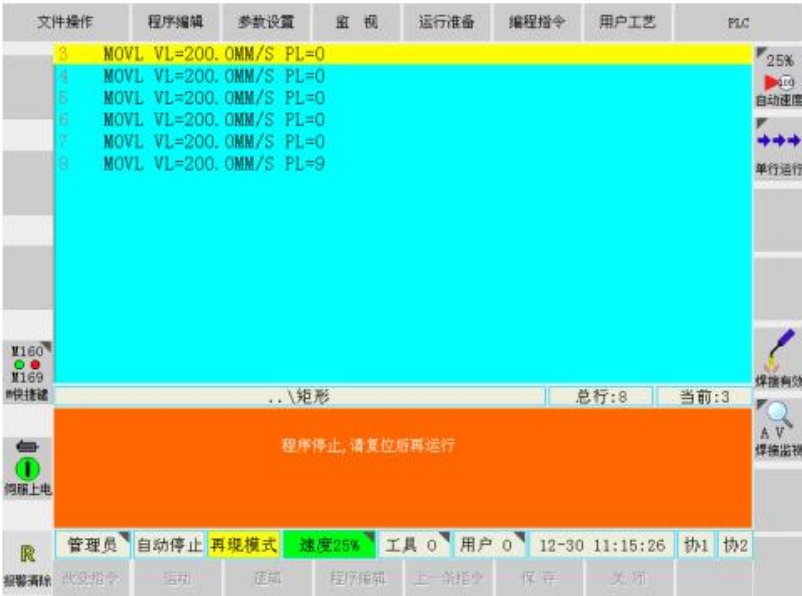 文件操作 程序编辑 参数设置 监 视 运行准备 编程指令 用户工艺 PLC
3 MOVL VL=200.0MM/S PL=0
4 MOVL VL=200.0MM/S PL=0
5 MOVL VL=200.0MM/S PL=0
6 MOVL VL=200.0MM/S PL=0
7 MOVL VL=200.0MM/S PL=0
8 MOVL VL=200.0MM/S PL=9
25%
100
自动速度
单行运行
M160
M169
M快捷键
焊接有效
..\矩形 总行:8 当前:3
A V
焊接监视
程序停止,请复位后再运行
伺服上电
管理员 自动停止 再现模式 速度25% 工具 0 用户 0 12-30 11:15:26 协1 协2
R
报警清除 改变指令 运动 逻辑 程序编辑 上一条指令 保 存 关 闭